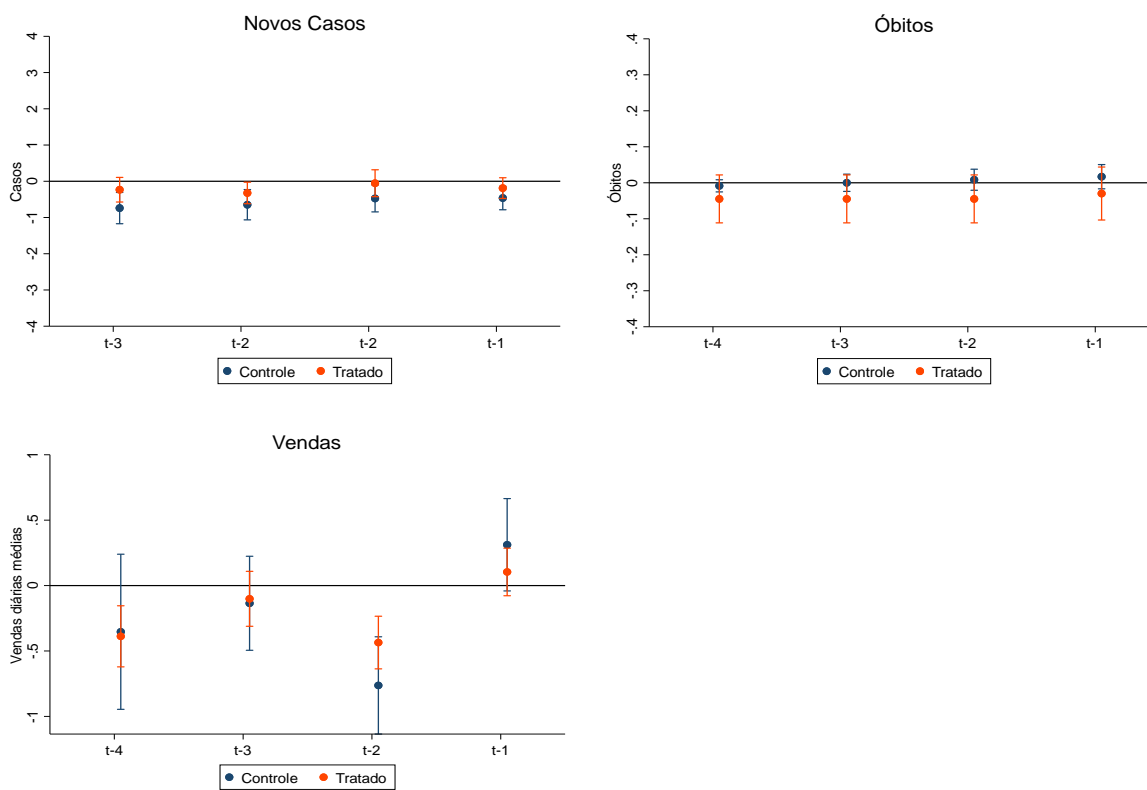 Novos Casos
4
3
2
1
0
-1
-2
-3
-4
Casos
t-3
t-2
t-2
t-1
Controle Tratado
Óbitos
.4
.3
.2
.1
0
-.1
-.2
-.3
-.4
Óbitos
t-4
t-3
t-2
t-1
Controle Tratado
Vendas
1
.5
0
-.5
-1
Vendas diárias médias
t-4
t-3
t-2
t-1
Controle Tratado